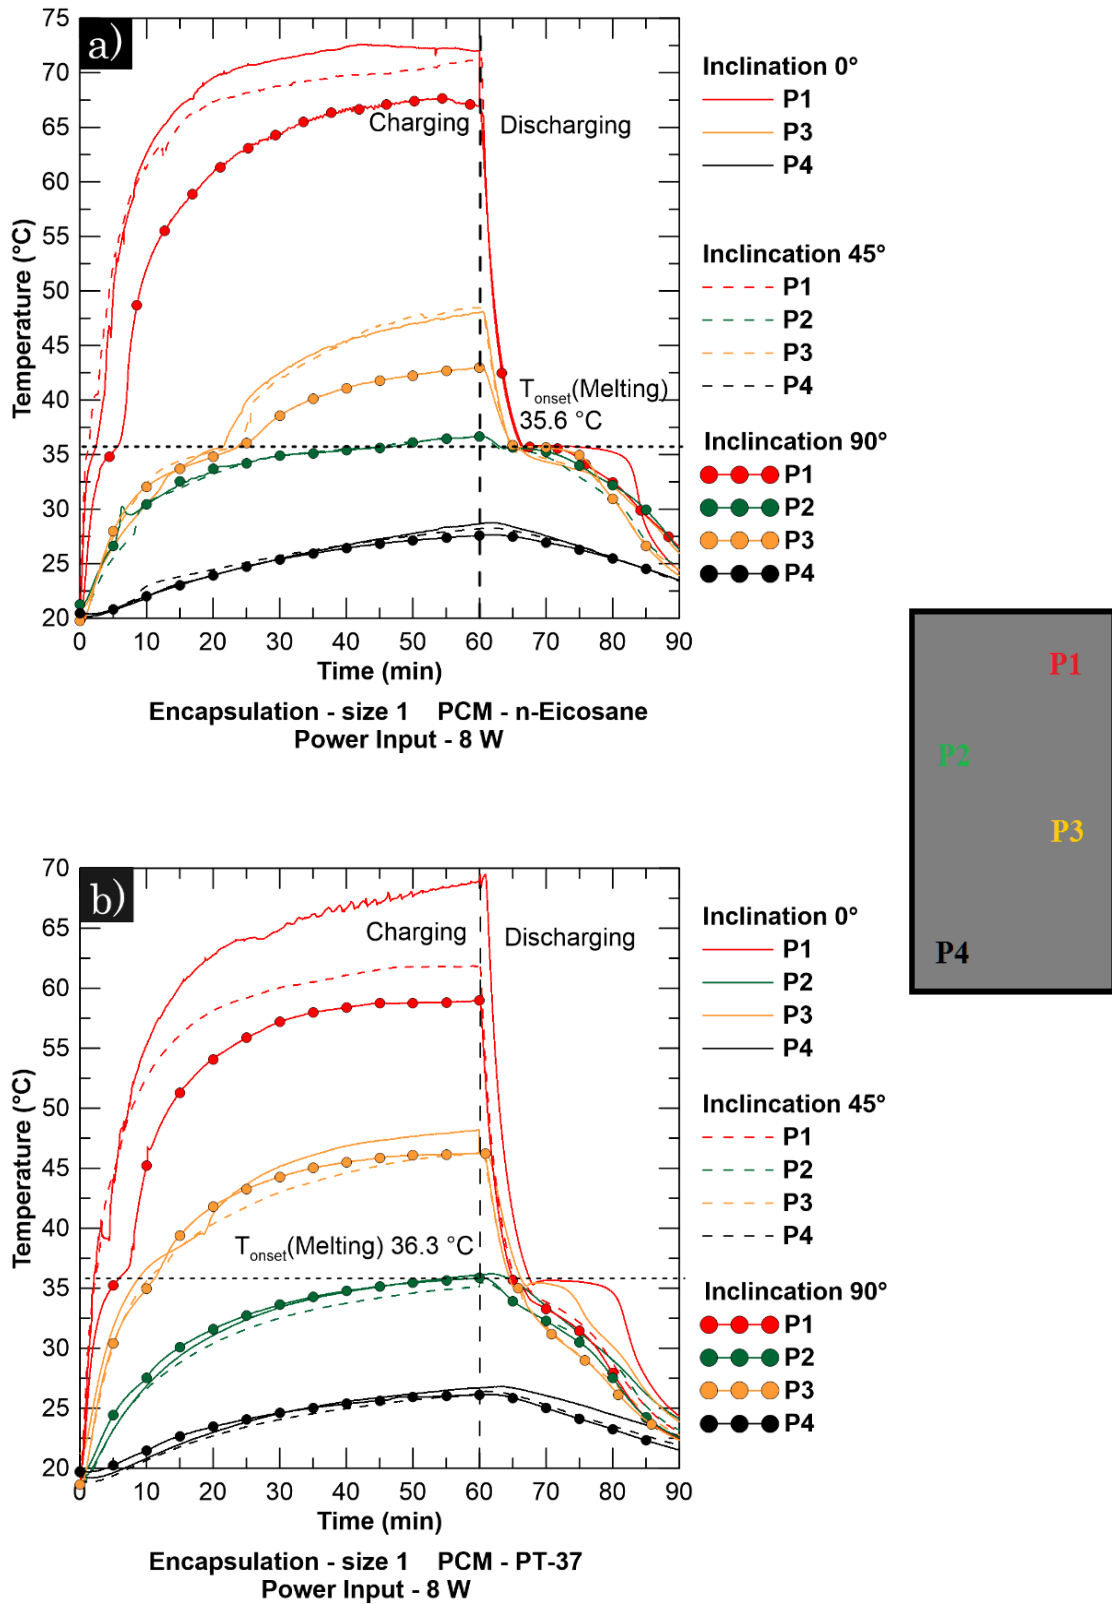 a)
75
70
65
60
55
50
45
40
35
30
25
20
Temperature (°C)
Charging
Discharging
Tonset(Melting)
35.6 °C
0 10 20 30 40 50 60 70 80 90
Time (min)
Encapsulation - size 1 PCM - n-Eicosane
Power Input - 8 W
Inclination 0°
P1
P3
P4
Inclincation 45°
P1
P2
P3
P4
Inclincation 90°
P1
P2
P3
P4
P1
P2
P3
P4
b)
70
65
60
55
50
45
40
35
30
25
20
Temperature (°C)
Charging
Discharging
Tonset(Melting) 36.3 °C
0 10 20 30 40 50 60 70 80 90
Time (min)
Encapsulation - size 1 PCM - PT-37
Power Input - 8 W
Inclination 0°
P1
P2
P3
P4
Inclincation 45°
P1
P2
P3
P4
Inclincation 90°
P1
P2
P3
P4